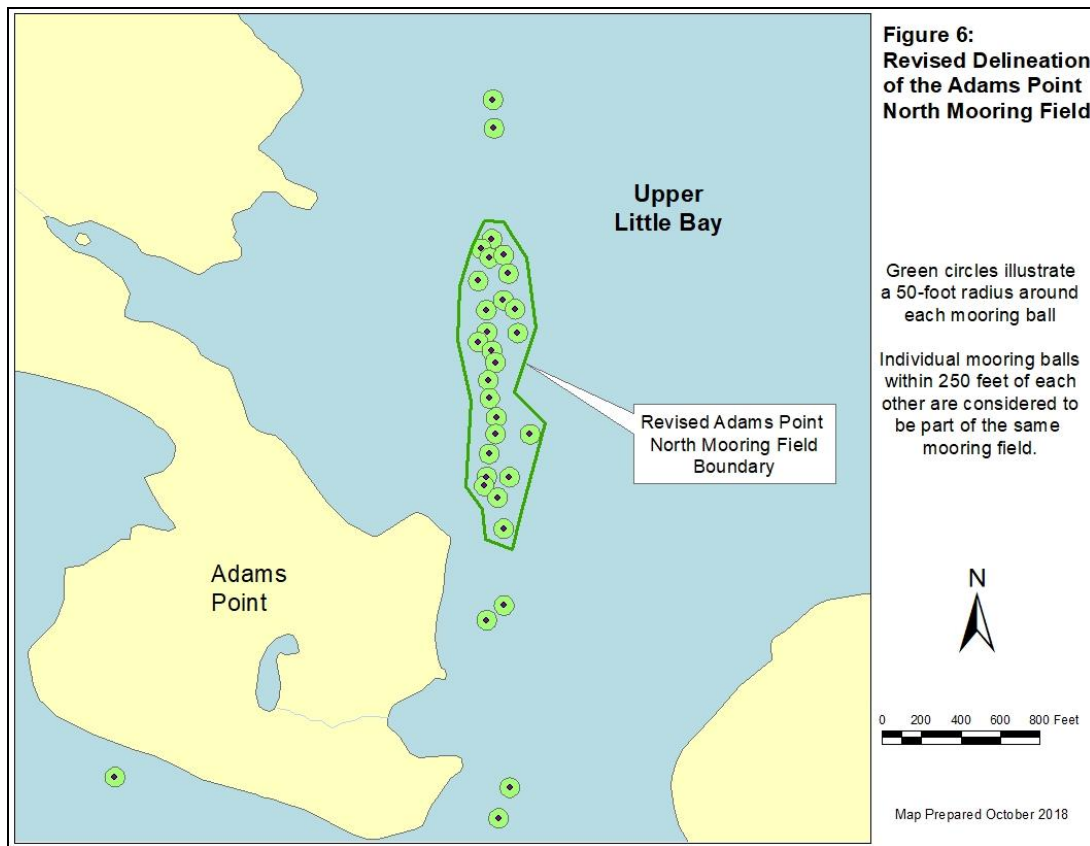 Figure 6:
Revised Delineation
of the Adams Point
North Mooring Field
Upper
Little Bay
Green circles illustrate
a 50-foot radius around
each mooring ball
Individual mooring balls
within 250 feet of each
other are considered to
be part of the same
mooring field.
Revised Adams Point
North Mooring Field
Boundary
Adams
Point
N
0 200 400 600 800 Feet
Map Prepared October 2018